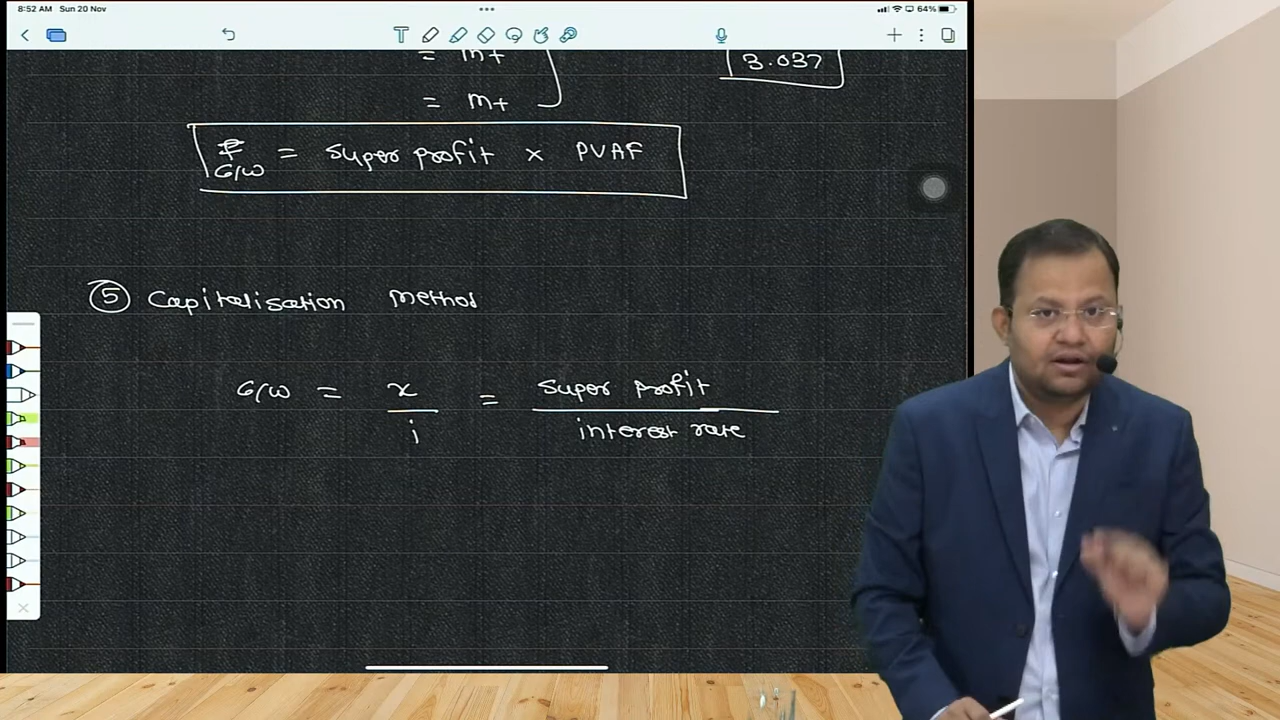 8:52 AM Sun 20 Nov
64%
= m+
3.037
= m+
G/W = Super profit × PVAF
⑤ Capitalisation method
G/W = x / i = Super profit / interest rate